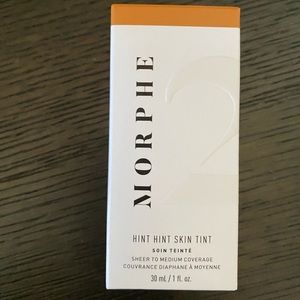 MORPHE
2
HINT HINT SKIN TINT
SOIN TEINTÉ
SHEER TO MEDIUM COVERAGE
COUVRANCE DIAPHANE À MOYENNE
30 mL / 1 fl. oz.